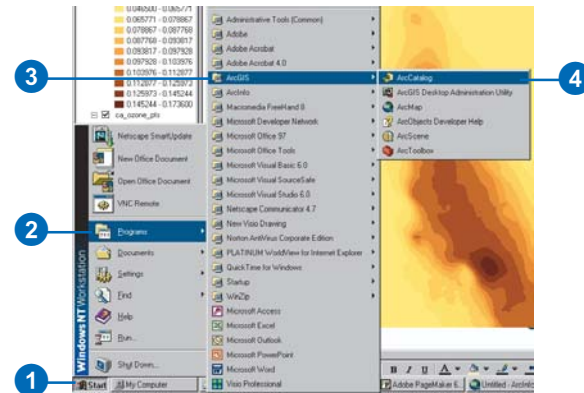 0.046500 - 0.065771
0.065771 - 0.078867
0.078867 - 0.087768
0.087768 - 0.093817
0.093817 - 0.097928
0.097928 - 0.103976
0.103976 - 0.112877
0.112877 - 0.125973
0.125973 - 0.145244
0.145244 - 0.173600
ca_ozone_pts
Netscape SmartUpdate
New Office Document
Open Office Document
VNC Remote
2
Programs
Documents
Settings
Find
Help
Run...
Shut Down...
Windows NT Workstation
1
Start
My Computer
Administrative Tools (Common)
Adobe
Adobe Acrobat
Adobe Acrobat 4.0
3
ArcGIS
ArcInfo
Macromedia FreeHand 8
Microsoft Developer Network
Microsoft Office 97
Microsoft Office Tools
Microsoft Visual Basic 6.0
Microsoft Visual SourceSafe
Microsoft Visual Studio 6.0
Netscape Communicator 4.7
New Visio Drawing
Norton AntiVirus Corporate Edition
PLATINUM WorldView for Internet Explorer
QuickTime for Windows
Startup
WinZip
Microsoft Access
Microsoft Excel
Microsoft Outlook
Microsoft PowerPoint
Microsoft Word
Visio Professional
4
ArcCatalog
ArcGIS Desktop Administration Utility
ArcMap
ArcObjects Developer Help
ArcScene
ArcToolbox
B I U A
Adobe PageMaker 6...
Untitled - ArcInfo